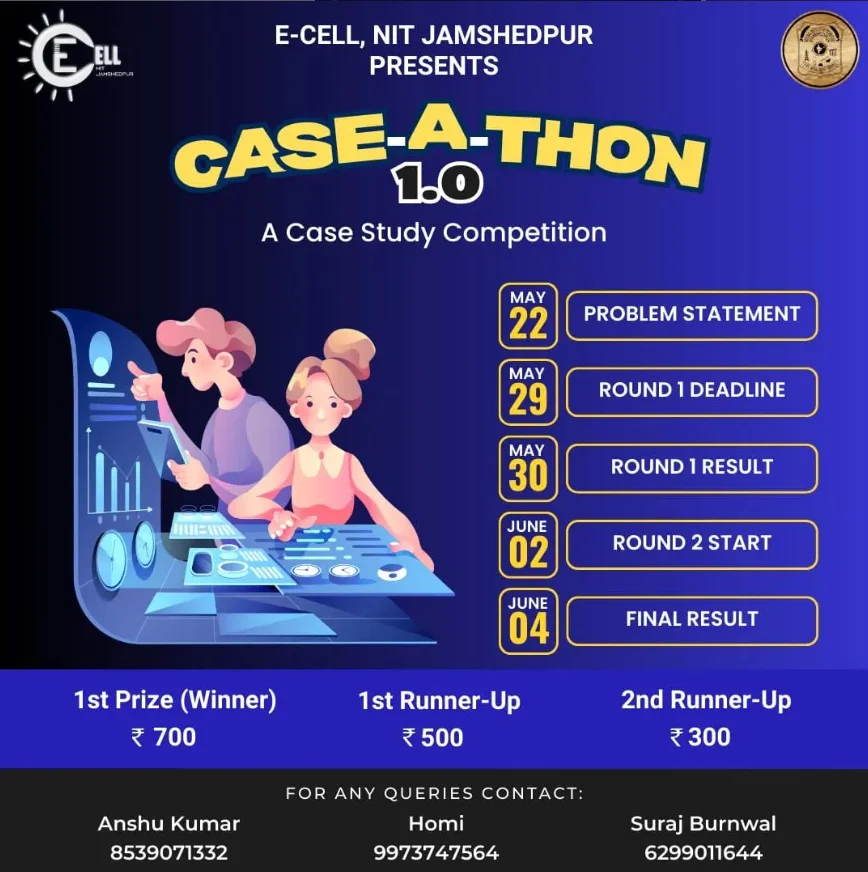 E CELL
NIT
JAMSHEDPUR
E-CELL, NIT JAMSHEDPUR
PRESENTS
CASE-A-THON
1.0
A Case Study Competition
MAY
22
PROBLEM STATEMENT
MAY
29
ROUND 1 DEADLINE
MAY
30
ROUND 1 RESULT
JUNE
02
ROUND 2 START
JUNE
04
FINAL RESULT
1st Prize (Winner) 1st Runner-Up 2nd Runner-Up
₹ 700 ₹ 500 ₹ 300
FOR ANY QUERIES CONTACT:
Anshu Kumar Homi Suraj Burnwal
8539071332 9973747564 6299011644